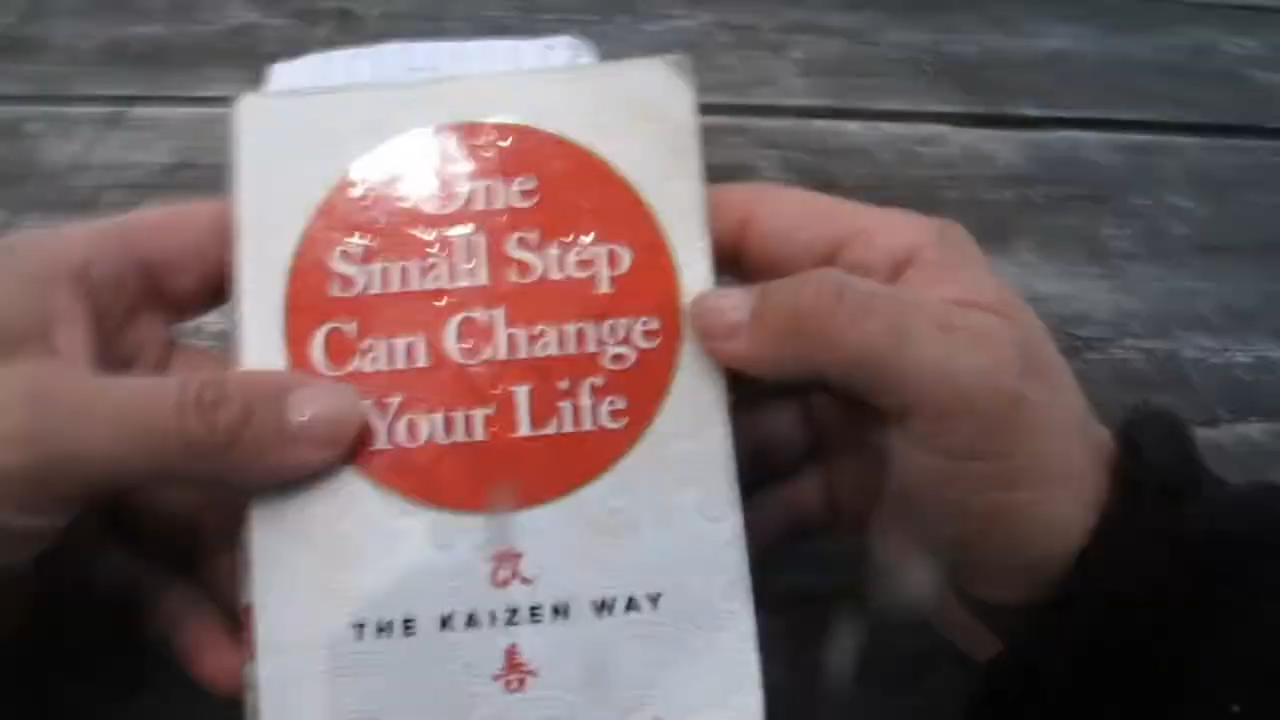 One
Small Step
Can Change
Your Life
改
THE KAIZEN WAY
善